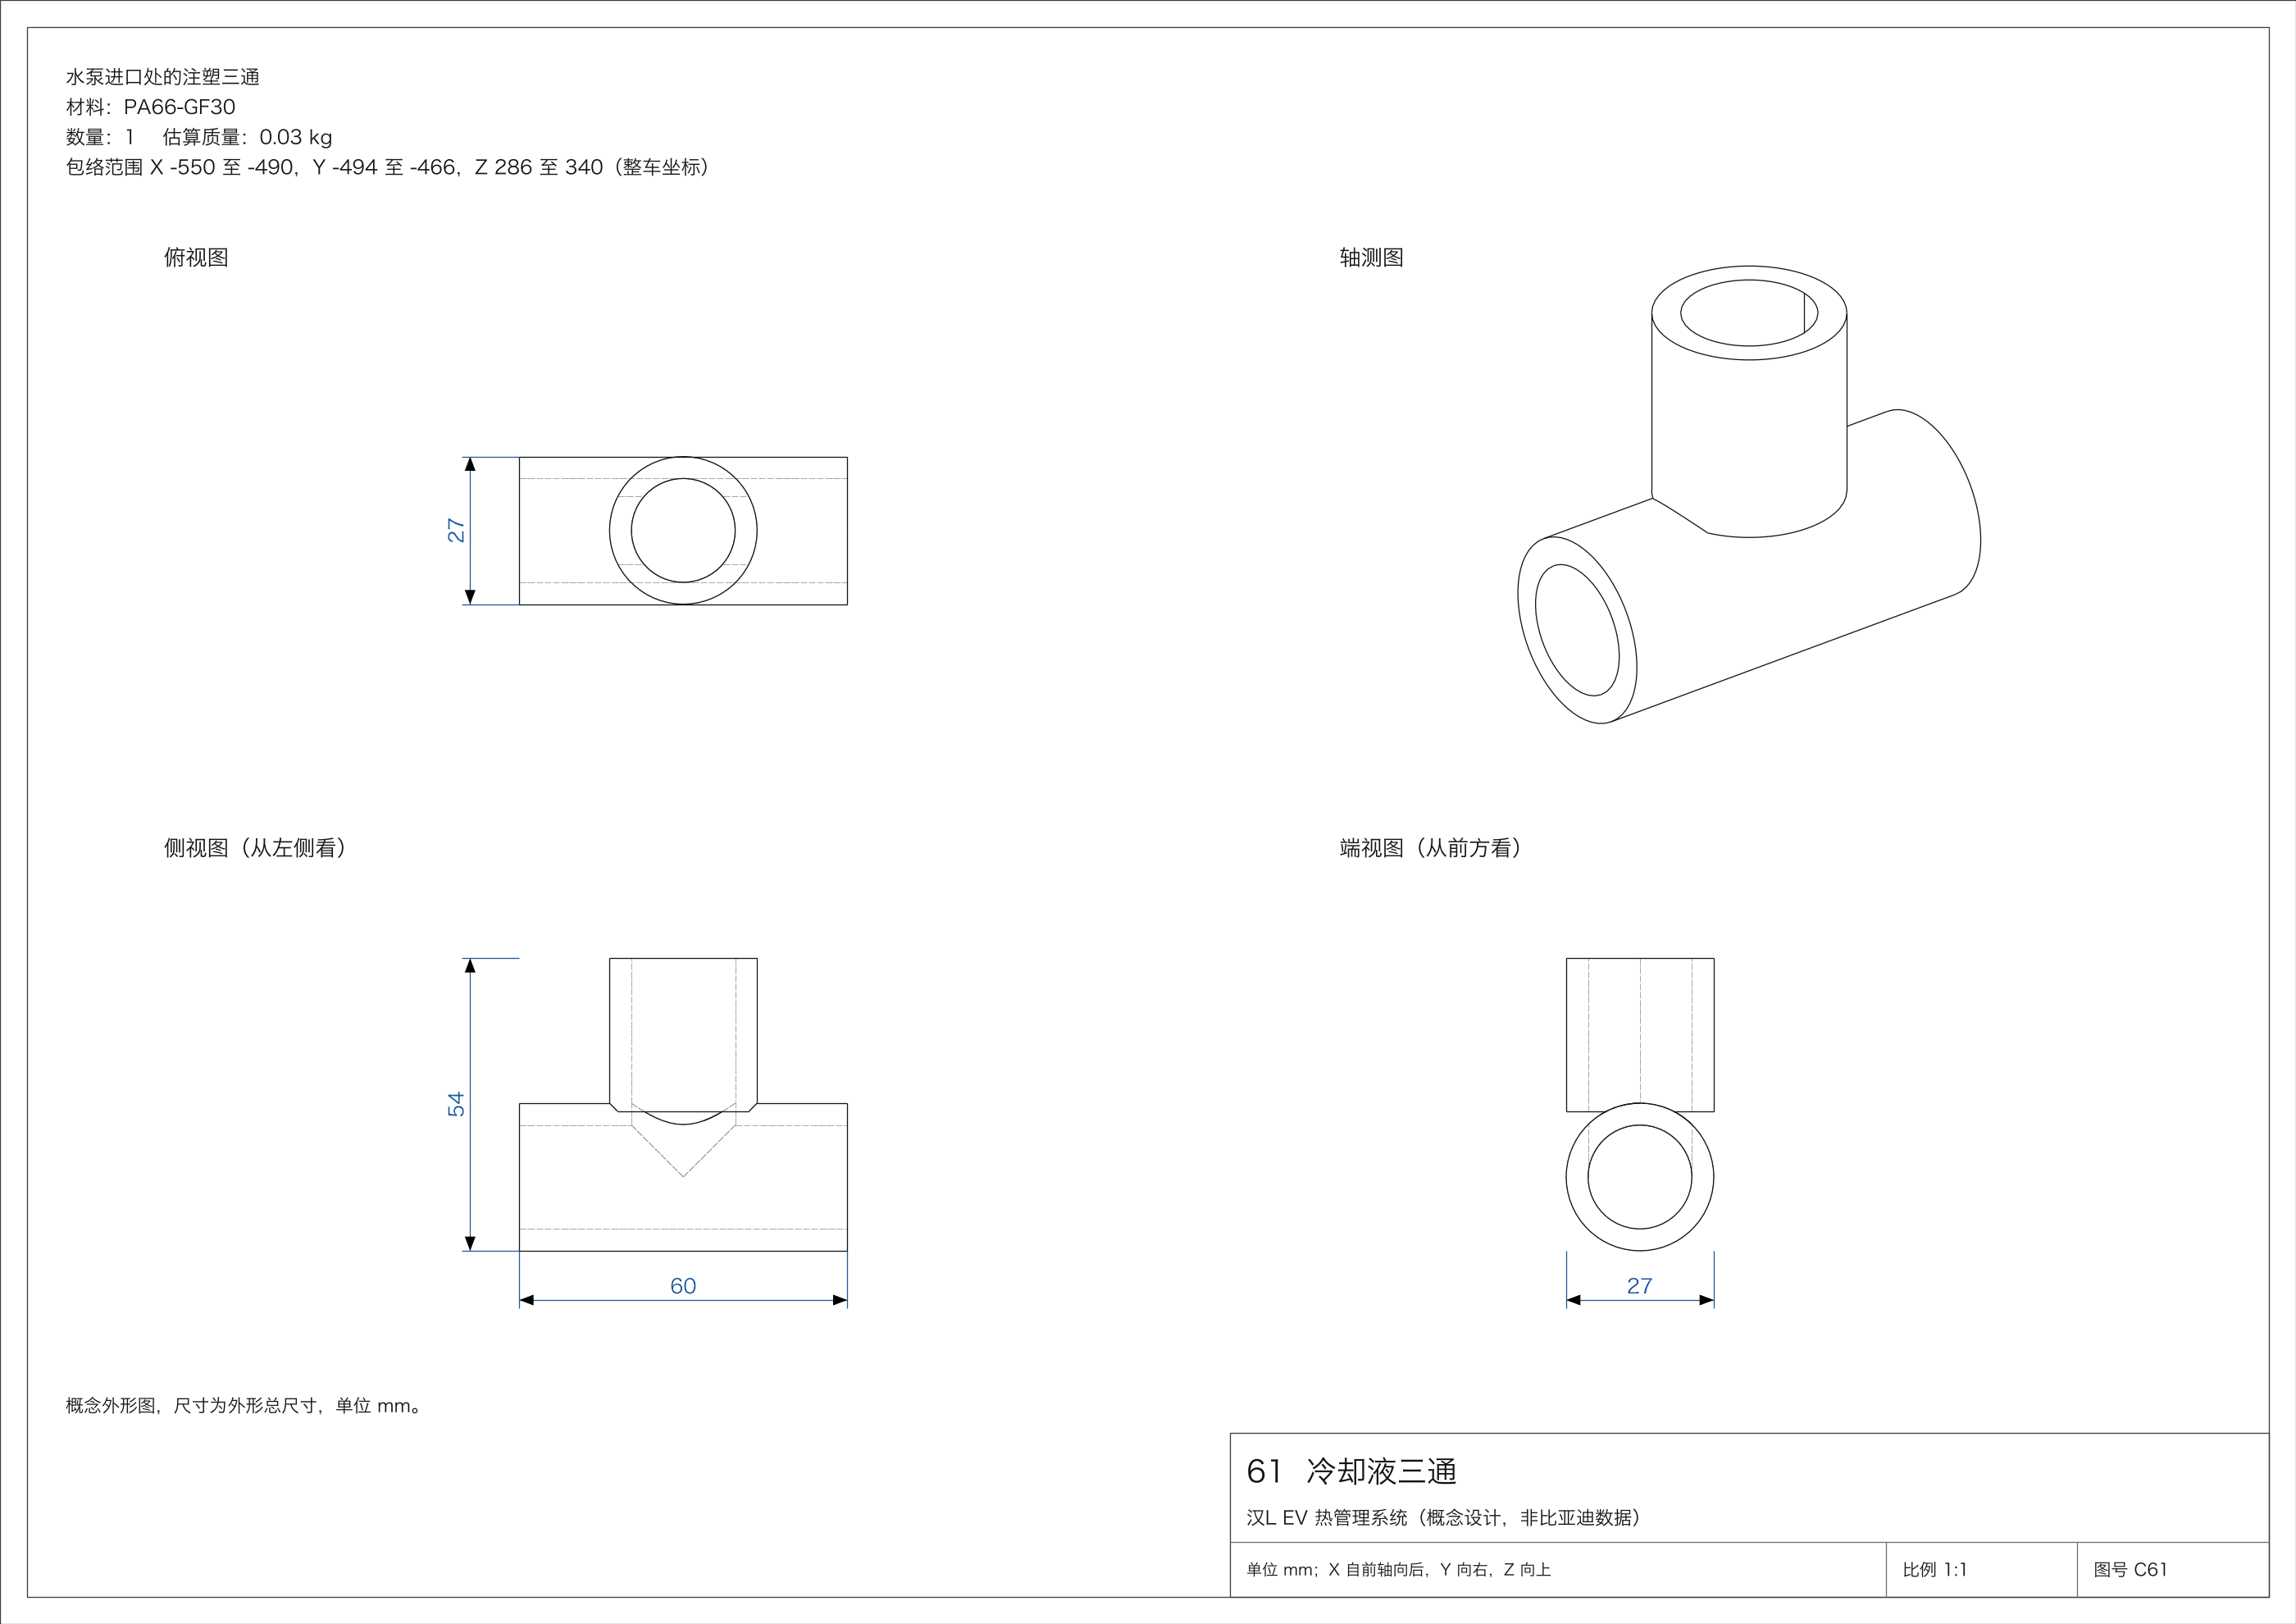 水泵进口处的注塑三通
材料：PA66-GF30
数量：1 估算质量：0.03 kg
包络范围 X -550 至 -490，Y -494 至 -466，Z 286 至 340（整车坐标）
俯视图
轴测图
27
侧视图（从左侧看）
端视图（从前方看）
54
60
27
概念外形图，尺寸为外形总尺寸，单位 mm。
61 冷却液三通
汉L EV 热管理系统（概念设计，非比亚迪数据）
单位 mm；X 自前轴向后，Y 向右，Z 向上
比例 1:1
图号 C61